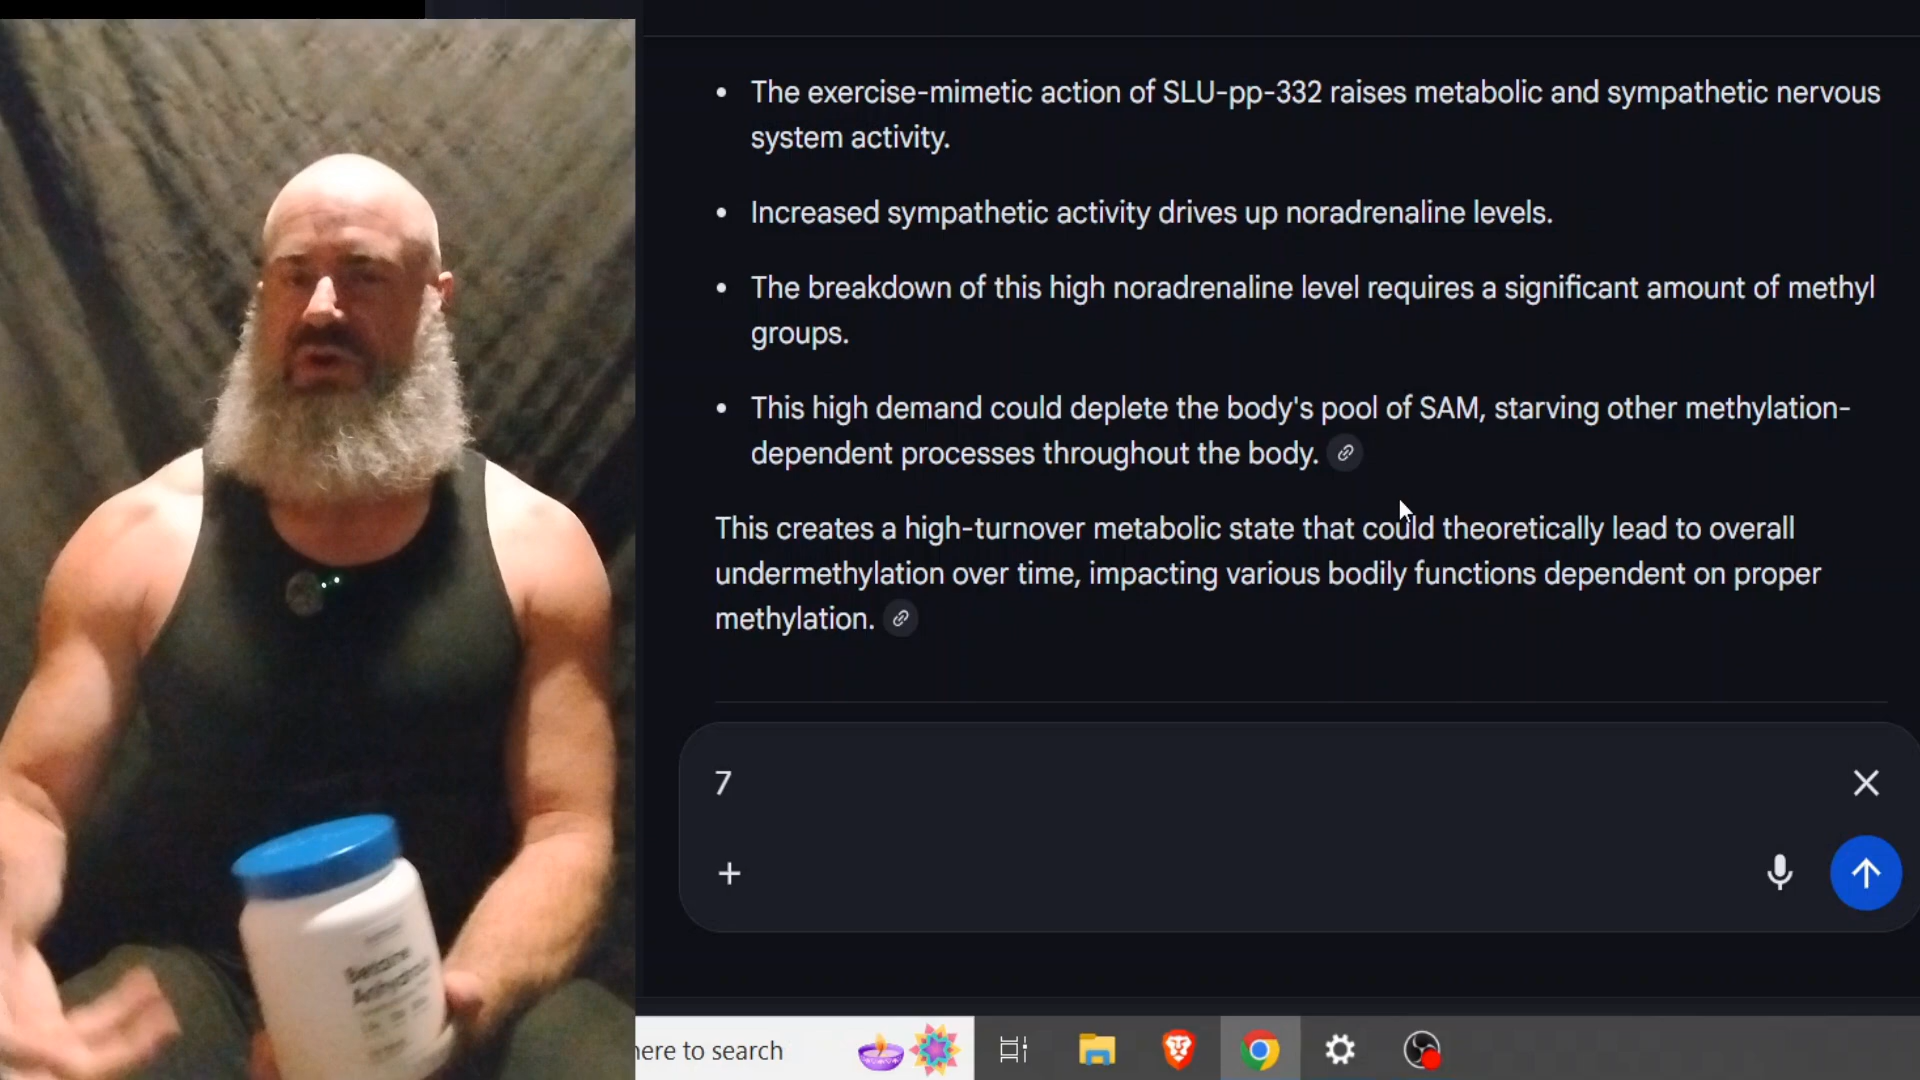 • The exercise-mimetic action of SLU-pp-332 raises metabolic and sympathetic nervous
system activity.
• Increased sympathetic activity drives up noradrenaline levels.
• The breakdown of this high noradrenaline level requires a significant amount of methyl
groups.
• This high demand could deplete the body's pool of SAM, starving other methylation-
dependent processes throughout the body.
This creates a high-turnover metabolic state that could theoretically lead to overall
undermethylation over time, impacting various bodily functions dependent on proper
methylation.
7
here to search
Betaine
Anhydrous